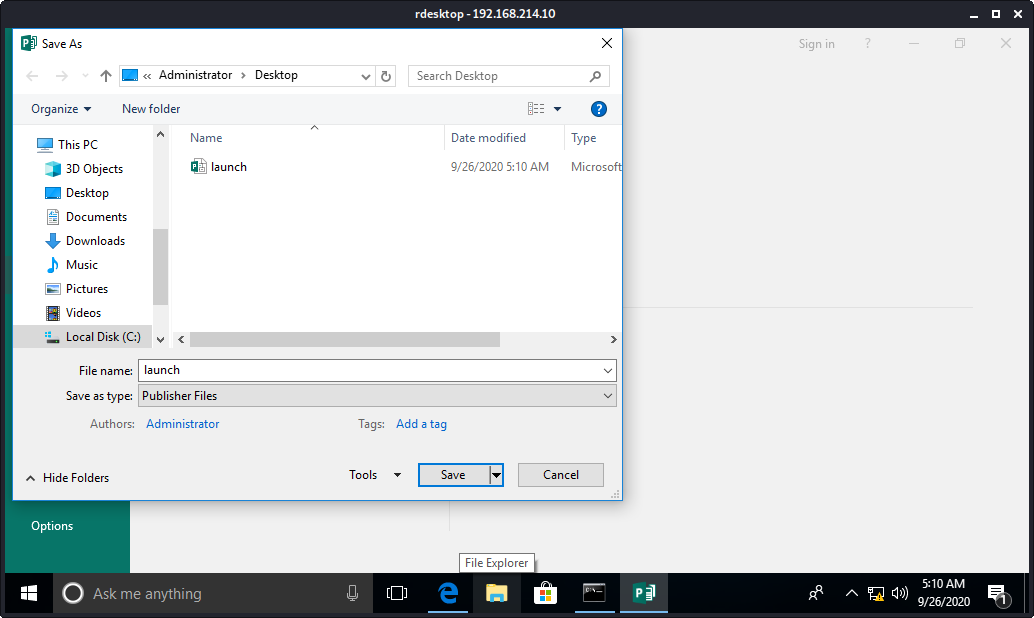 rdesktop - 192.168.214.10
Save As
Sign in ?
« Administrator › Desktop
Search Desktop
Organize
New folder
?
Name
Date modified
Type
This PC
launch
9/26/2020 5:10 AM
Microsoft
3D Objects
Desktop
Documents
Downloads
Music
Pictures
Videos
Local Disk (C:)
File name: launch
Save as type: Publisher Files
Authors: Administrator
Tags: Add a tag
Hide Folders
Tools
Save
Cancel
Options
File Explorer
Ask me anything
5:10 AM
9/26/2020
1